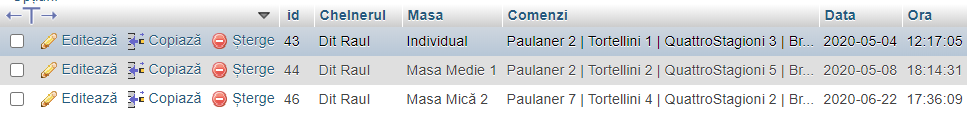 id Chelnerul Masa Comenzi Data Ora
Editează Copiază Șterge 43 Dit Raul Individual Paulaner 2 | Tortellini 1 | QuattroStagioni 3 | Br... 2020-05-04 12:17:05
Editează Copiază Șterge 44 Dit Raul Masa Medie 1 Paulaner 2 | Tortellini 2 | QuattroStagioni 5 | Br... 2020-05-08 18:14:31
Editează Copiază Șterge 46 Dit Raul Masa Mică 2 Paulaner 7 | Tortellini 4 | QuattroStagioni 2 | Br... 2020-06-22 17:36:09